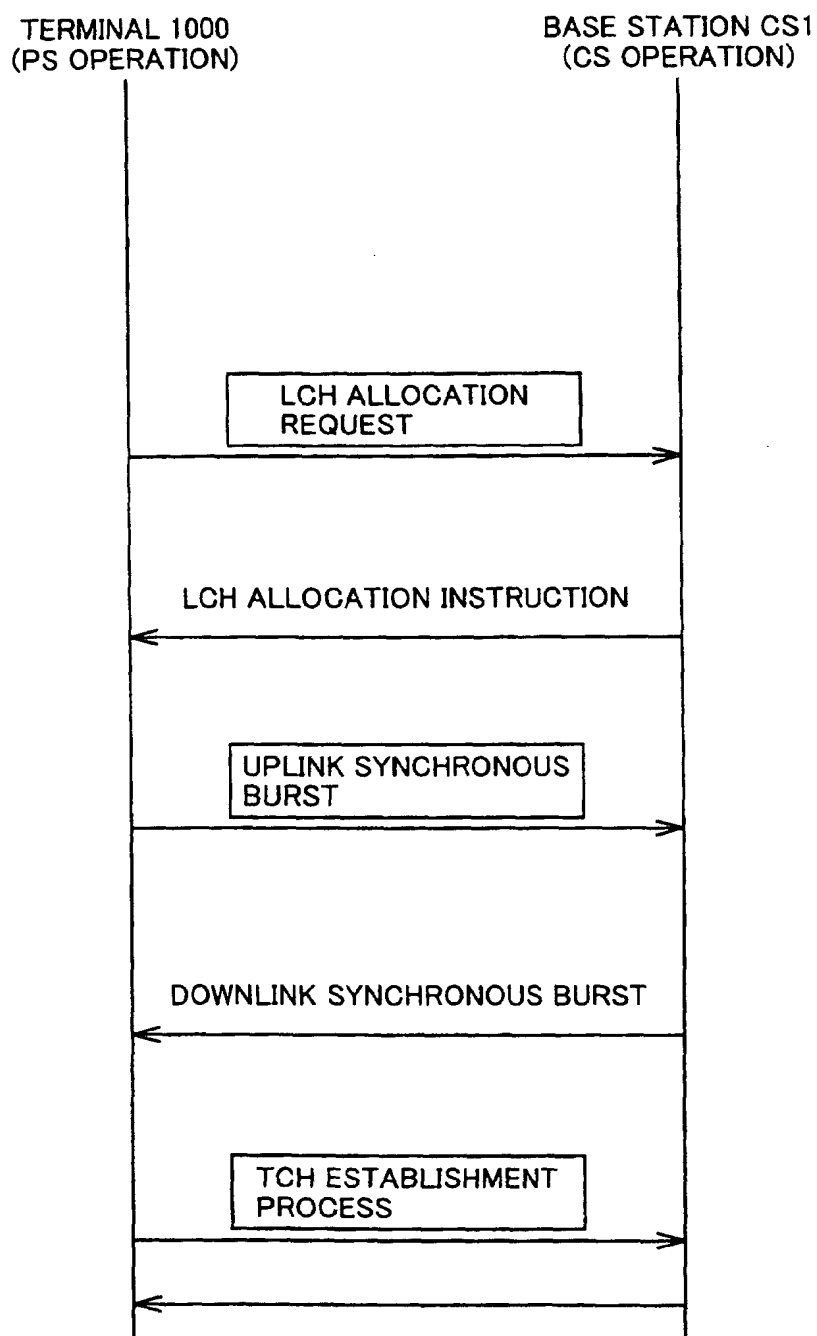 TERMINAL 1000
(PS OPERATION)
BASE STATION CS1
(CS OPERATION)
LCH ALLOCATION
REQUEST
LCH ALLOCATION INSTRUCTION
UPLINK SYNCHRONOUS
BURST
DOWNLINK SYNCHRONOUS BURST
TCH ESTABLISHMENT
PROCESS